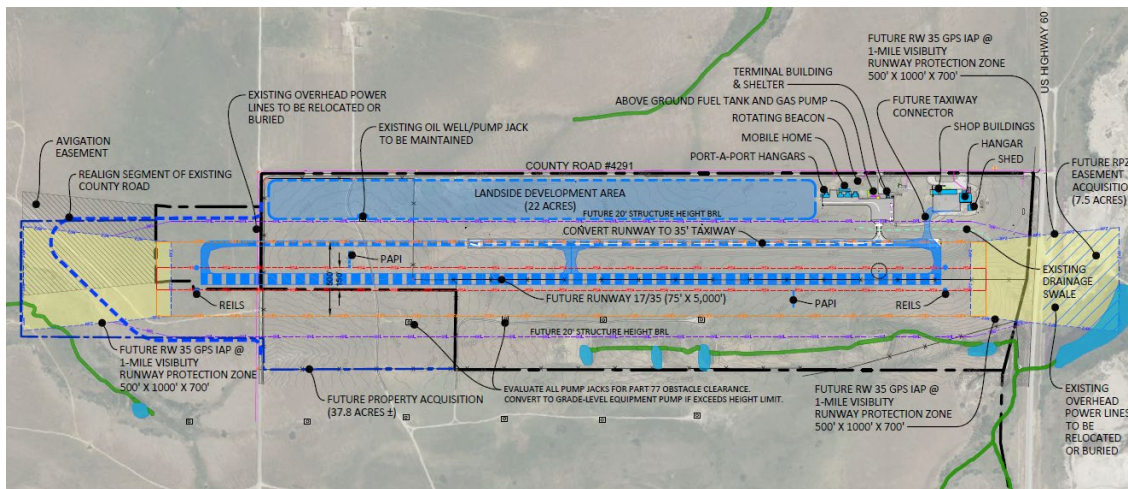 FUTURE RW 35 GPS IAP @
1-MILE VISIBLITY
RUNWAY PROTECTION ZONE
500' X 1000' X 700'
US HIGHWAY 60
TERMINAL BUILDING
& SHELTER
ABOVE GROUND FUEL TANK AND GAS PUMP
ROTATING BEACON
MOBILE HOME
PORT-A-PORT HANGARS
FUTURE TAXIWAY
CONNECTOR
SHOP BUILDINGS
HANGAR
SHED
EXISTING OVERHEAD POWER
LINES TO BE RELOCATED OR
BURIED
EXISTING OIL WELL/PUMP JACK
TO BE MAINTAINED
AVIGATION
EASEMENT
REALIGN SEGMENT OF EXISTING
COUNTY ROAD
COUNTY ROAD #4291
FUTURE RPZ
EASEMENT
ACQUISITION
(7.5 ACRES)
LANDSIDE DEVELOPMENT AREA
(22 ACRES)
FUTURE 20' STRUCTURE HEIGHT BRL
CONVERT RUNWAY TO 35' TAXIWAY
PAPI
500'
150'
REILS
FUTURE RUNWAY 17/35 (75' X 5,000')
PAPI
REILS
EXISTING
DRAINAGE
SWALE
FUTURE 20' STRUCTURE HEIGHT BRL
FUTURE RW 35 GPS IAP @
1-MILE VISIBLITY
RUNWAY PROTECTION ZONE
500' X 1000' X 700'
FUTURE PROPERTY ACQUISITION
(37.8 ACRES ±)
EVALUATE ALL PUMP JACKS FOR PART 77 OBSTACLE CLEARANCE.
CONVERT TO GRADE-LEVEL EQUIPMENT PUMP IF EXCEEDS HEIGHT LIMIT.
FUTURE RW 35 GPS IAP @
1-MILE VISIBLITY
RUNWAY PROTECTION ZONE
500' X 1000' X 700'
EXISTING
OVERHEAD
POWER LINES
TO BE
RELOCATED
OR BURIED